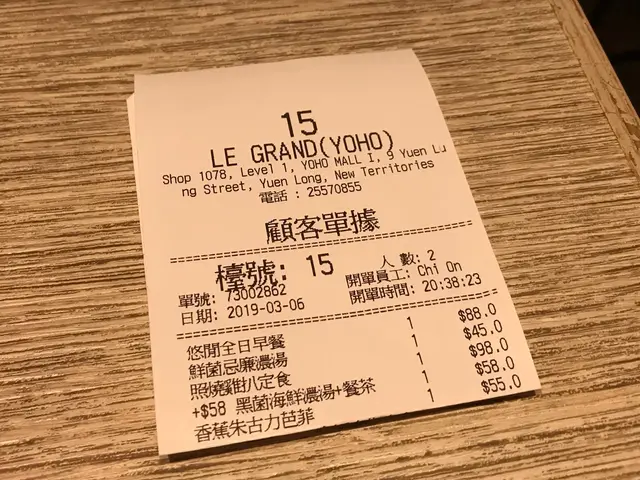 15
LE GRAND(YOHO)
Shop 1078, Level 1, YOHO MALL I, 9 Yuen Lu
ng Street, Yuen Long, New Territories
電話 : 25570855
顧客單據
檯號: 15 人 數: 2
單號: 73002862 開單員工: Chi On
日期: 2019-03-06 開單時間: 20:38:23
悠閒全日早餐 1 $88.0
鮮菌忌廉濃湯 1 $45.0
照燒雞扒定食 1 $98.0
+$58 黑菌海鮮濃湯+餐茶 1 $58.0
香蕉朱古力芭菲 1 $55.0